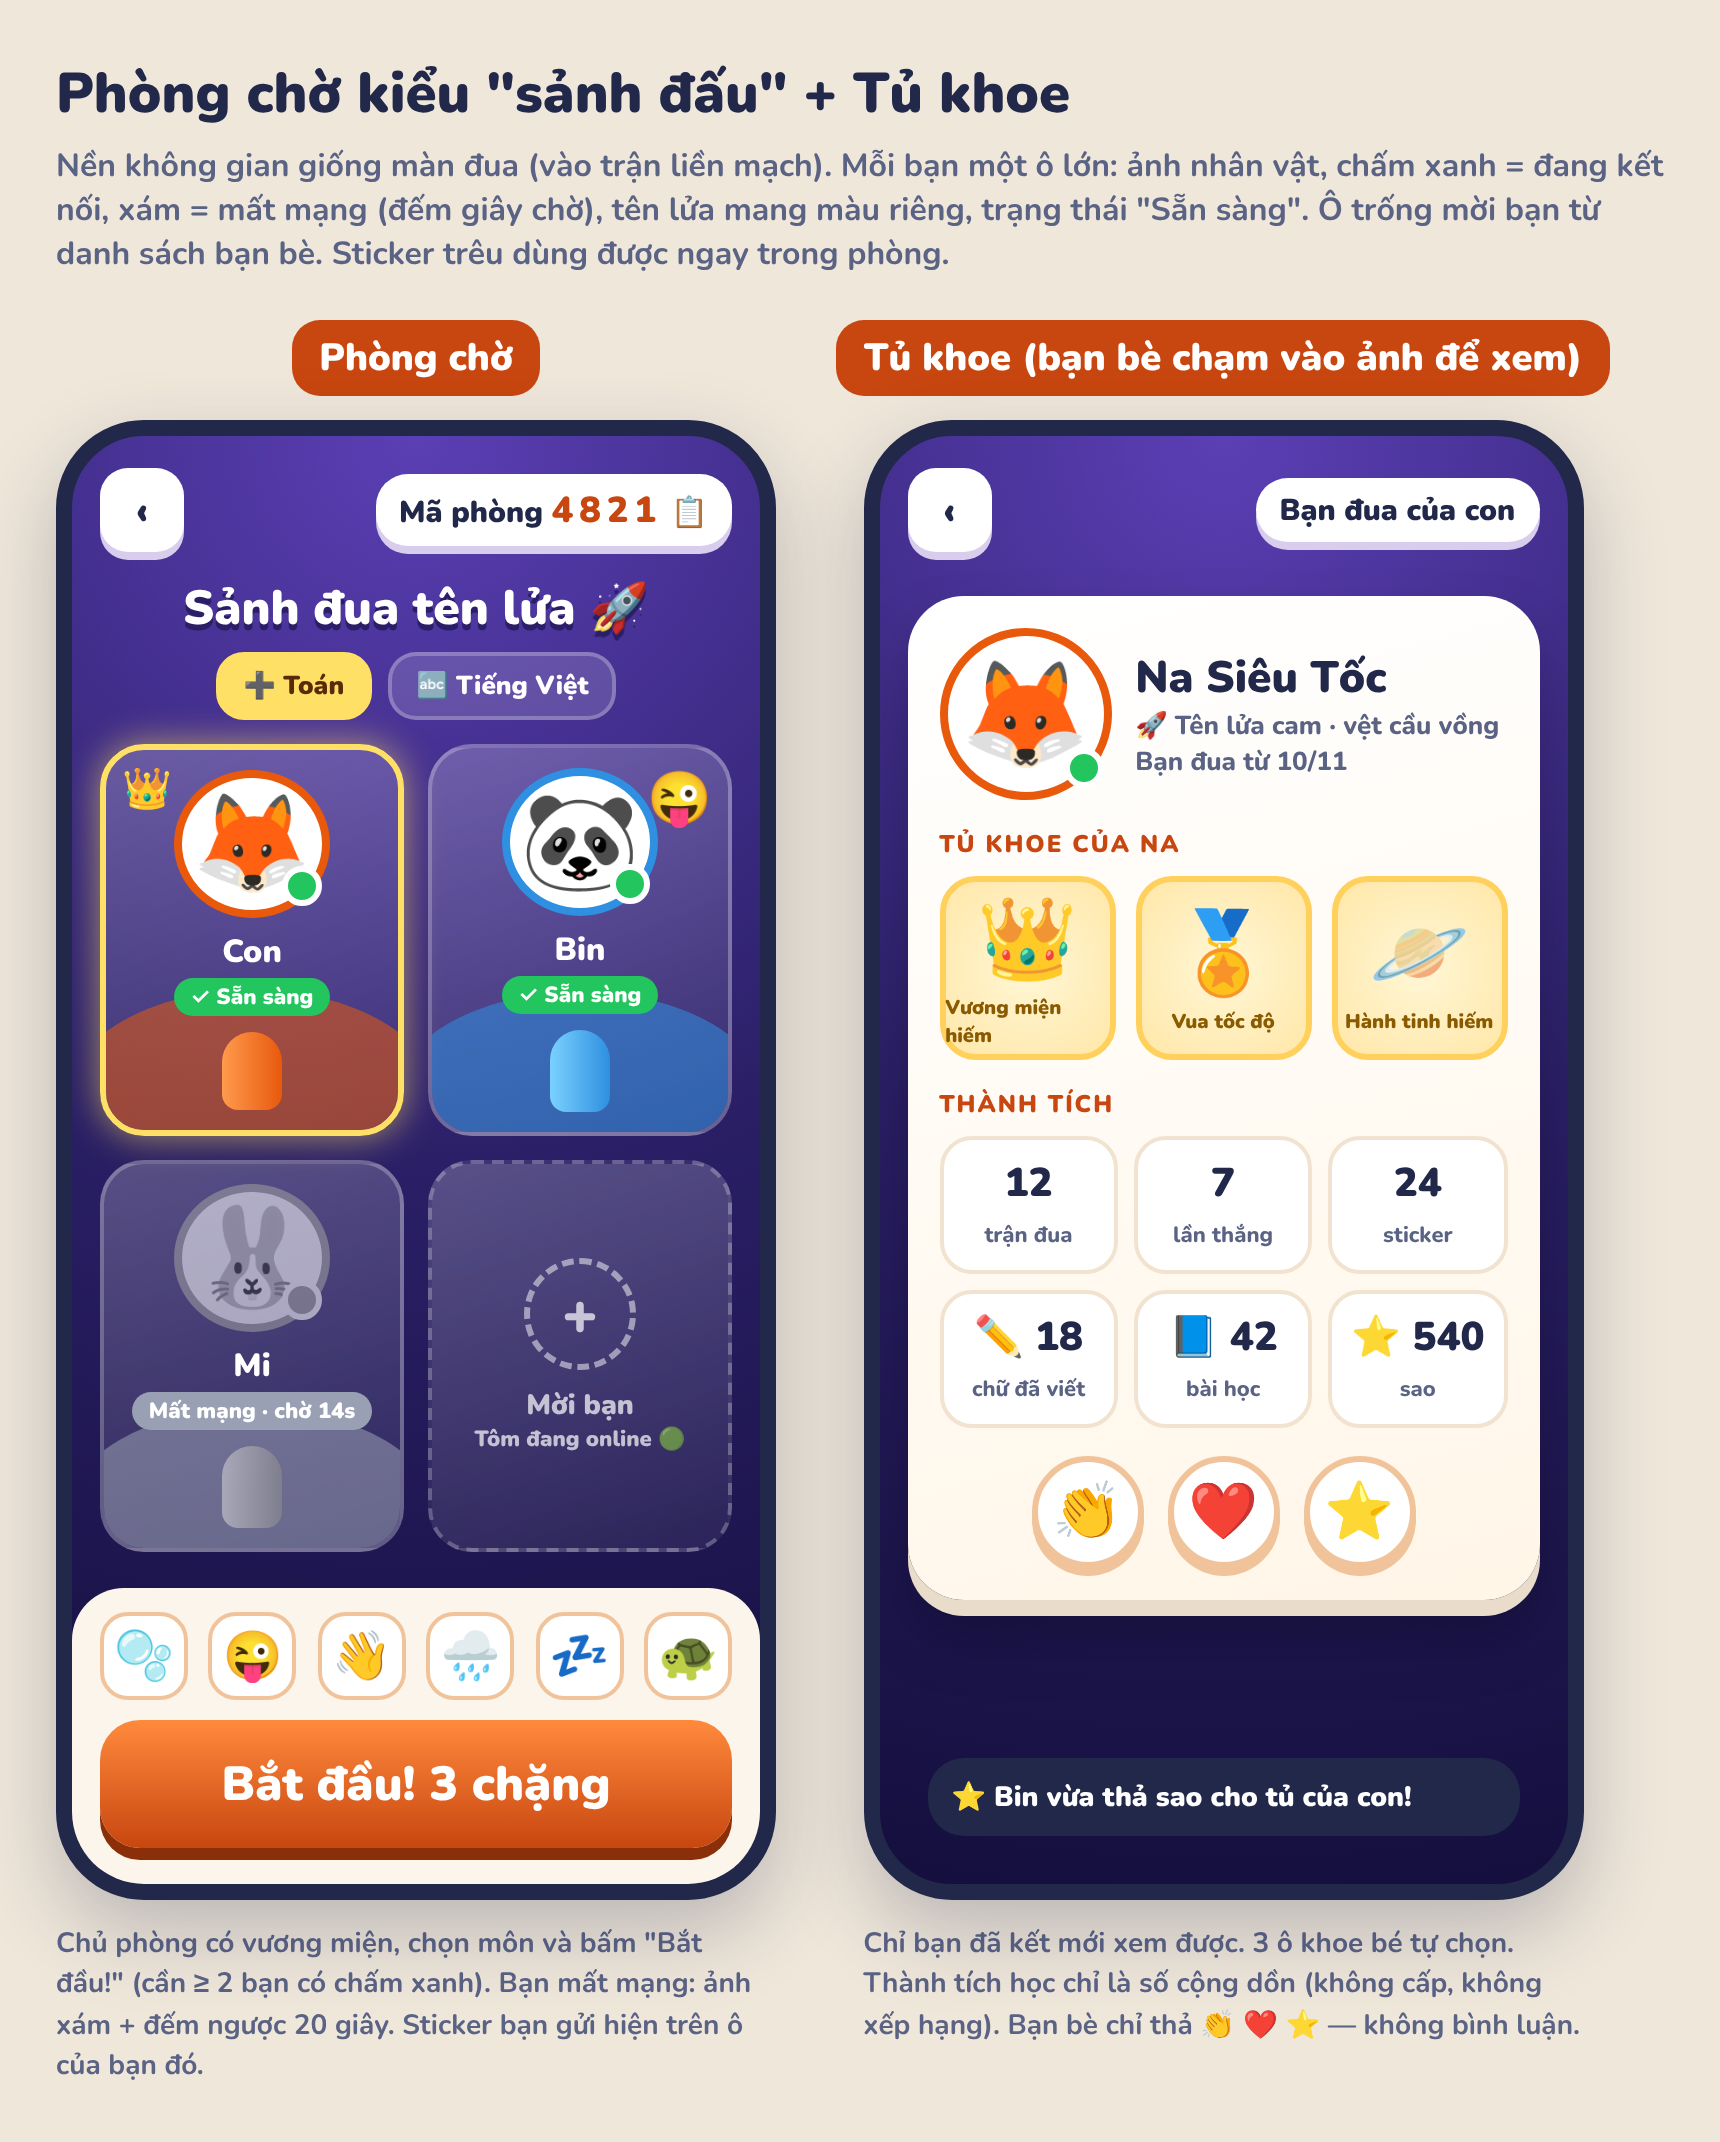 Phòng chờ kiểu "sảnh đấu" + Tủ khoe
Nền không gian giống màn đua (vào trận liền mạch). Mỗi bạn một ô lớn: ảnh nhân vật, chấm xanh = đang kết
nối, xám = mất mạng (đếm giây chờ), tên lửa mang màu riêng, trạng thái "Sẵn sàng". Ô trống mời bạn từ
danh sách bạn bè. Sticker trêu dùng được ngay trong phòng.
Phòng chờ
‹
Mã phòng 4821 📋
Sảnh đua tên lửa 🚀
➕ Toán
🔤 Tiếng Việt
Con
✓ Sẵn sàng
Bin
✓ Sẵn sàng
Mi
Mất mạng · chờ 14s
+
Mời bạn
Tôm đang online 🟢
Bắt đầu! 3 chặng
Chủ phòng có vương miện, chọn môn và bấm "Bắt
đầu!" (cần ≥ 2 bạn có chấm xanh). Bạn mất mạng: ảnh
xám + đếm ngược 20 giây. Sticker bạn gửi hiện trên ô
của bạn đó.
Tủ khoe (bạn bè chạm vào ảnh để xem)
‹
Bạn đua của con
Na Siêu Tốc
🚀 Tên lửa cam · vệt cầu vồng
Bạn đua từ 10/11
TỦ KHOE CỦA NA
Vương miện
hiếm
Vua tốc độ
Hành tinh hiếm
THÀNH TÍCH
12
trận đua
7
lần thắng
24
sticker
✏️ 18
chữ đã viết
📘 42
bài học
⭐ 540
sao
⭐ Bin vừa thả sao cho tủ của con!
Chỉ bạn đã kết mới xem được. 3 ô khoe bé tự chọn.
Thành tích học chỉ là số cộng dồn (không cấp, không
xếp hạng). Bạn bè chỉ thả 👏 ❤️ ⭐ — không bình luận.